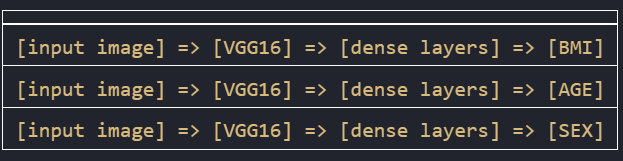 [input image] => [VGG16] => [dense layers] => [BMI]
[input image] => [VGG16] => [dense layers] => [AGE]
[input image] => [VGG16] => [dense layers] => [SEX]